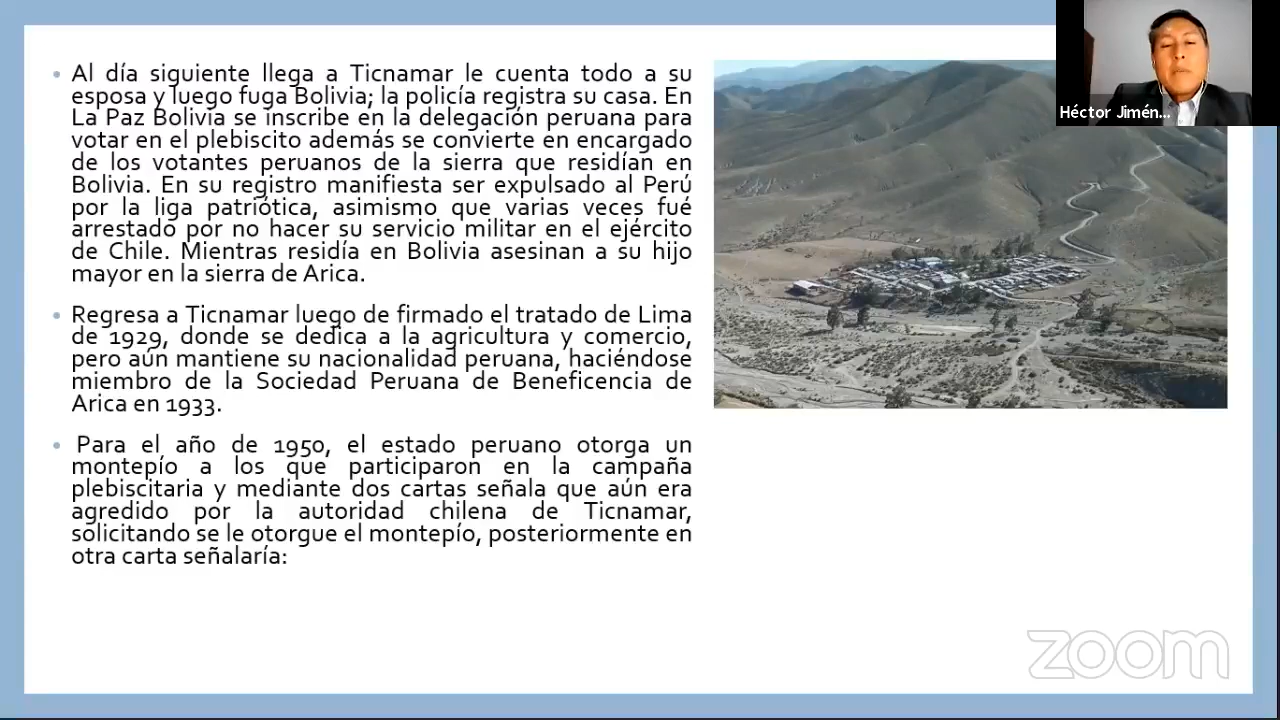 Al día siguiente llega a Ticnamar le cuenta todo a su
esposa y luego fuga Bolivia; la policía registra su casa. En
La Paz Bolivia se inscribe en la delegación peruana para
votar en el plebiscito además se convierte en encargado
de los votantes peruanos de la sierra que residían en
Bolivia. En su registro manifiesta ser expulsado al Perú
por la liga patriótica, asimismo que varias veces fué
arrestado por no hacer su servicio militar en el ejército
de Chile. Mientras residía en Bolivia asesinan a su hijo
mayor en la sierra de Arica.
Regresa a Ticnamar luego de firmado el tratado de Lima
de 1929, donde se dedica a la agricultura y comercio,
pero aún mantiene su nacionalidad peruana, haciéndose
miembro de la Sociedad Peruana de Beneficencia de
Arica en 1933.
Para el año de 1950, el estado peruano otorga un
montepío a los que participaron en la campaña
plebiscitaria y mediante dos cartas señala que aún era
agredido por la autoridad chilena de Ticnamar,
solicitando se le otorgue el montepío, posteriormente en
otra carta señalaría:
Héctor Jimén...
zoom